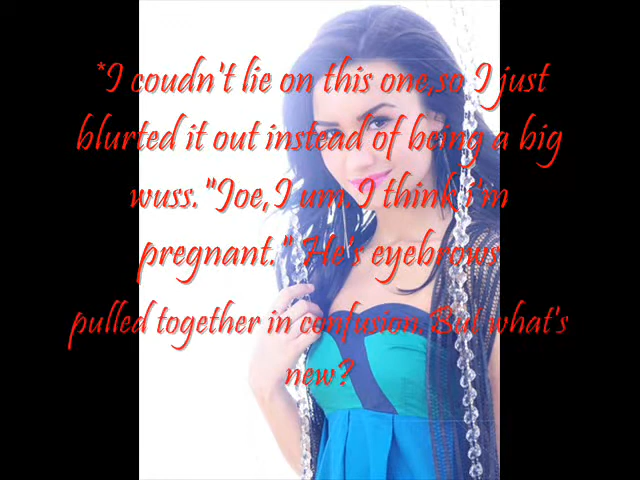 *I coudn't lie on this one,so I just
blurted it out instead of being a big
wuss."Joe,I um.I think i'm
pregnant." He's eyebrows
pulled together in confusion.But what's
new?